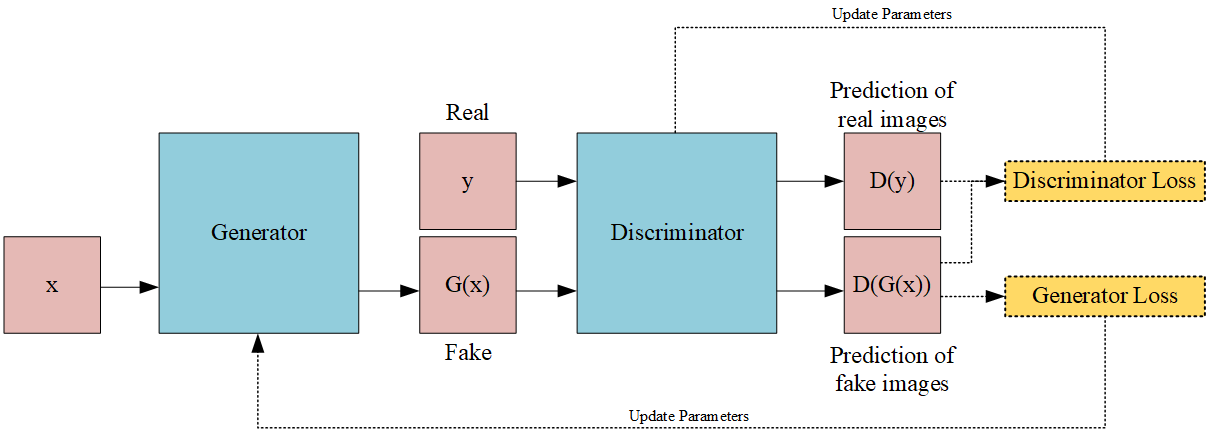 Update Parameters
Prediction of
real images
Real
y
D(y)
Discriminator Loss
Generator
Discriminator
x
G(x)
D(G(x))
Generator Loss
Fake
Prediction of
fake images
Update Parameters